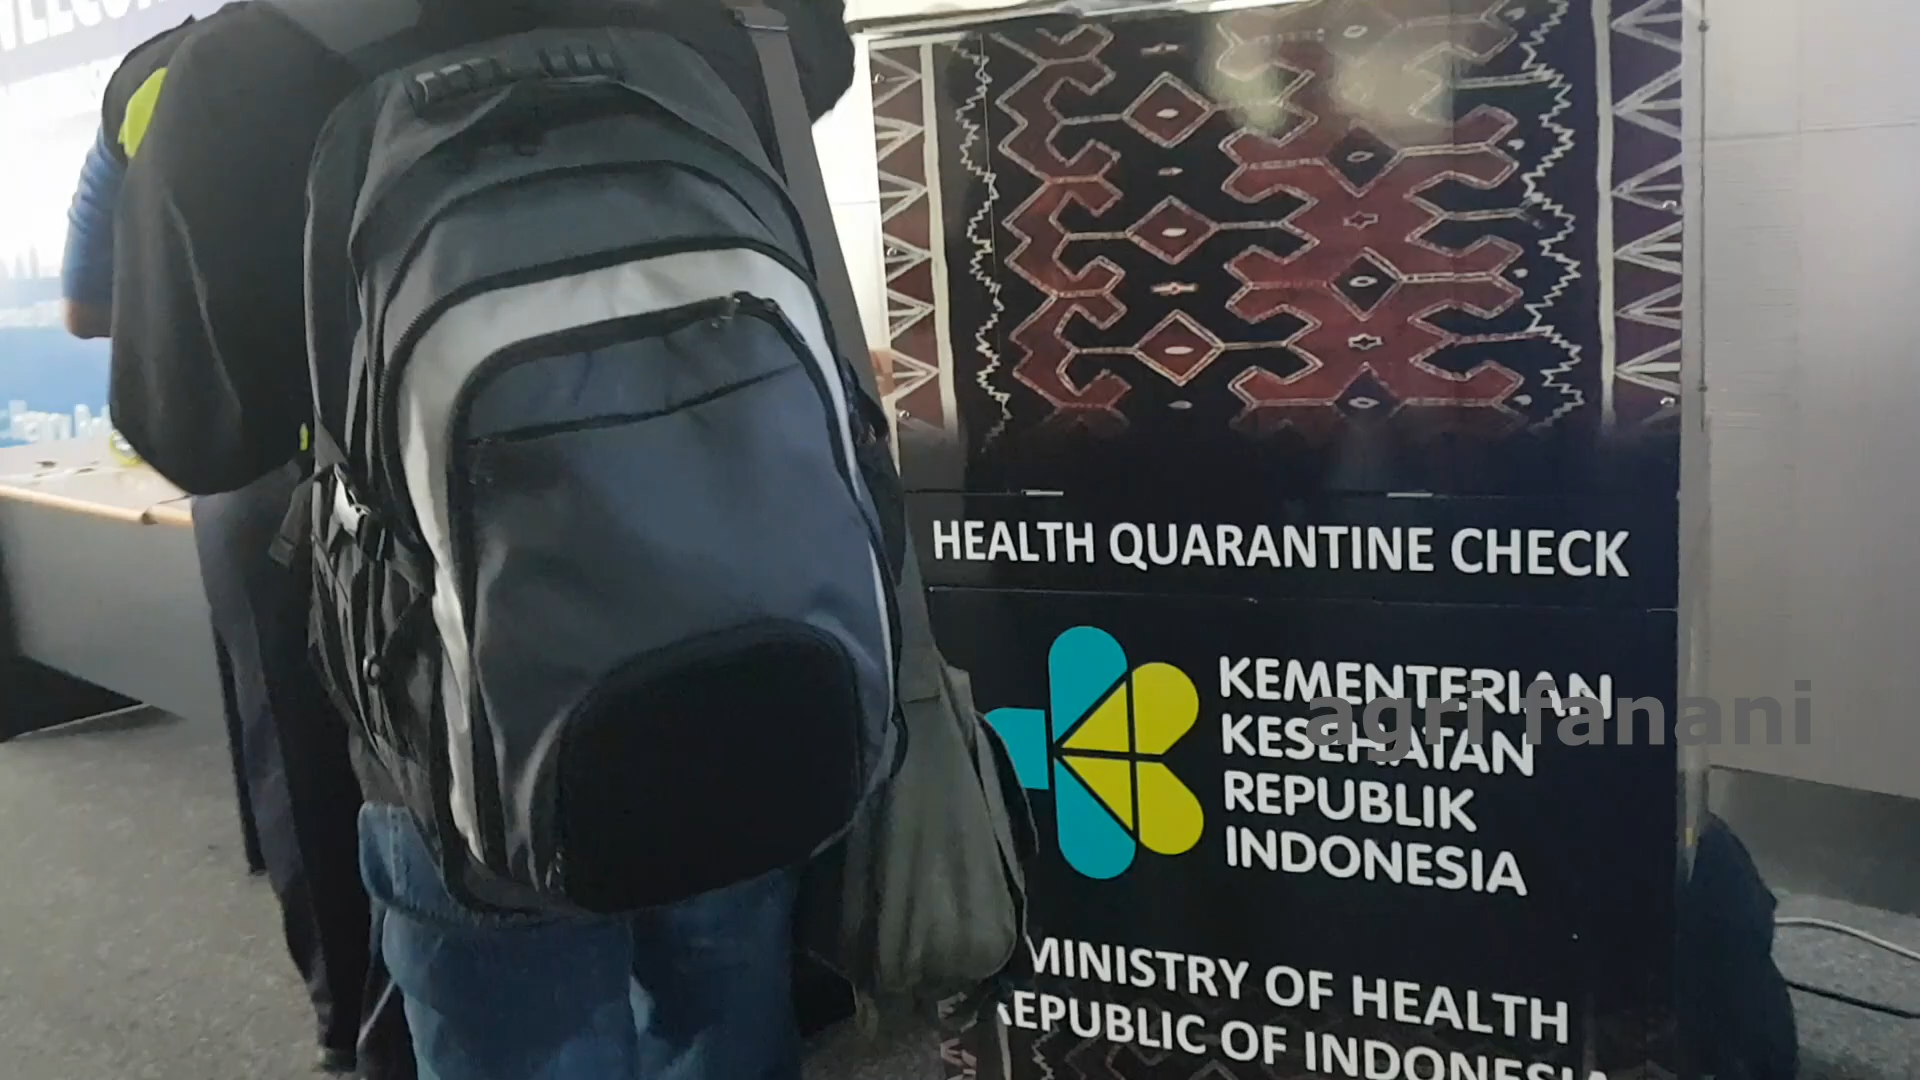 HEALTH QUARANTINE CHECK
KEMENTERIAN
KESEHATAN
REPUBLIK
INDONESIA
agri fanani
MINISTRY OF HEALTH
REPUBLIC OF INDONESIA